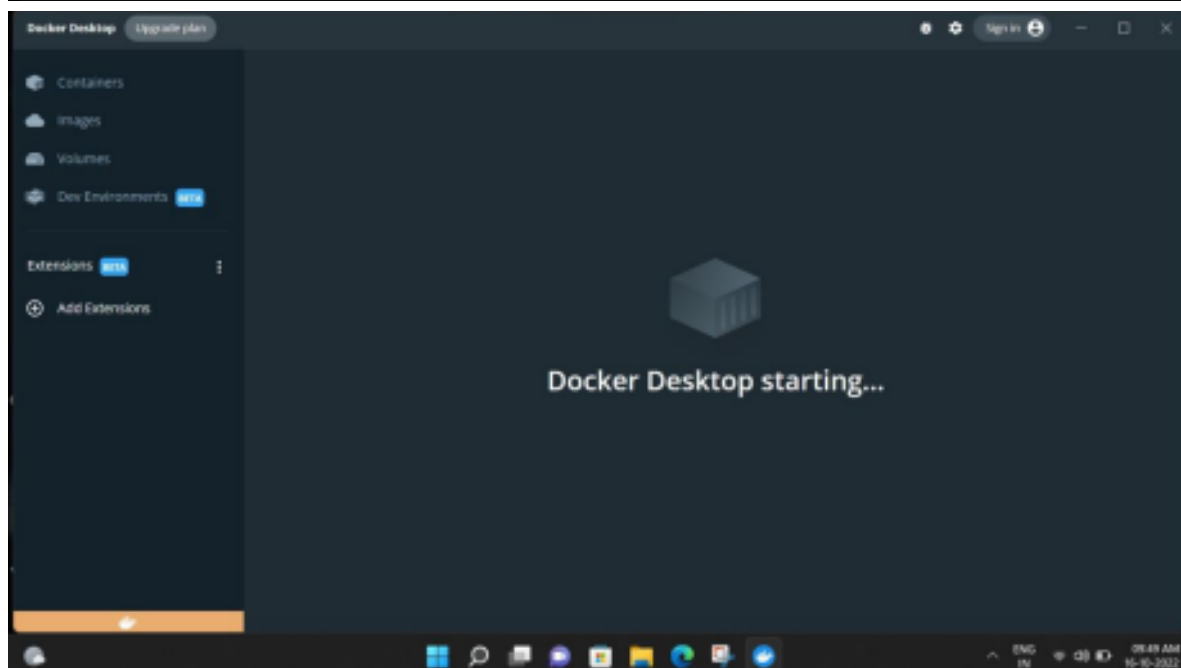 Docker Desktop Upgrade plan Sign in
Containers
Images
Volumes
Dev Environments BETA
Extensions BETA
Add Extensions
Docker Desktop starting...
ENG
IN
09:49 AM
16-10-2022